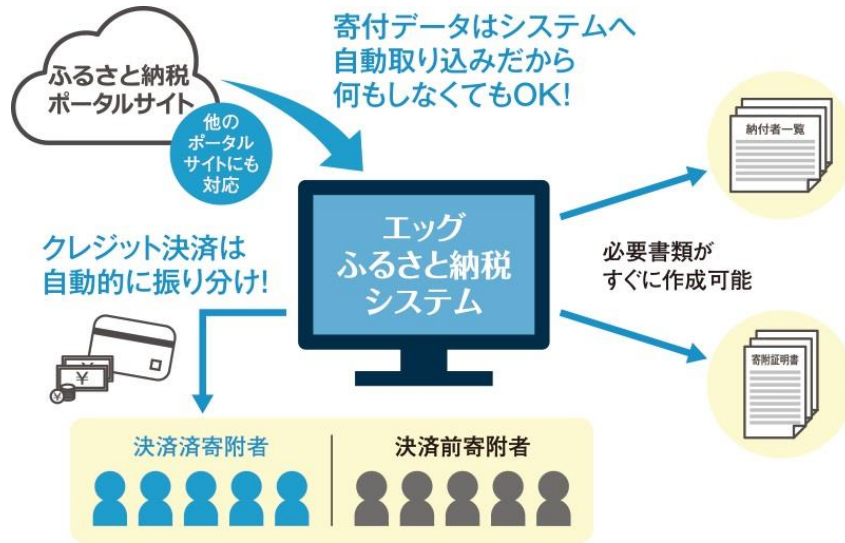 ふるさと納税
ポータルサイト
他の
ポータル
サイトにも
対応
寄付データはシステムへ
自動取り込みだから
何もしなくてもOK!
エッグ
ふるさと納税
システム
納付者一覧
必要書類が
すぐに作成可能
寄附証明書
クレジット決済は
自動的に振り分け!
¥
¥
決済済寄附者
決済前寄附者